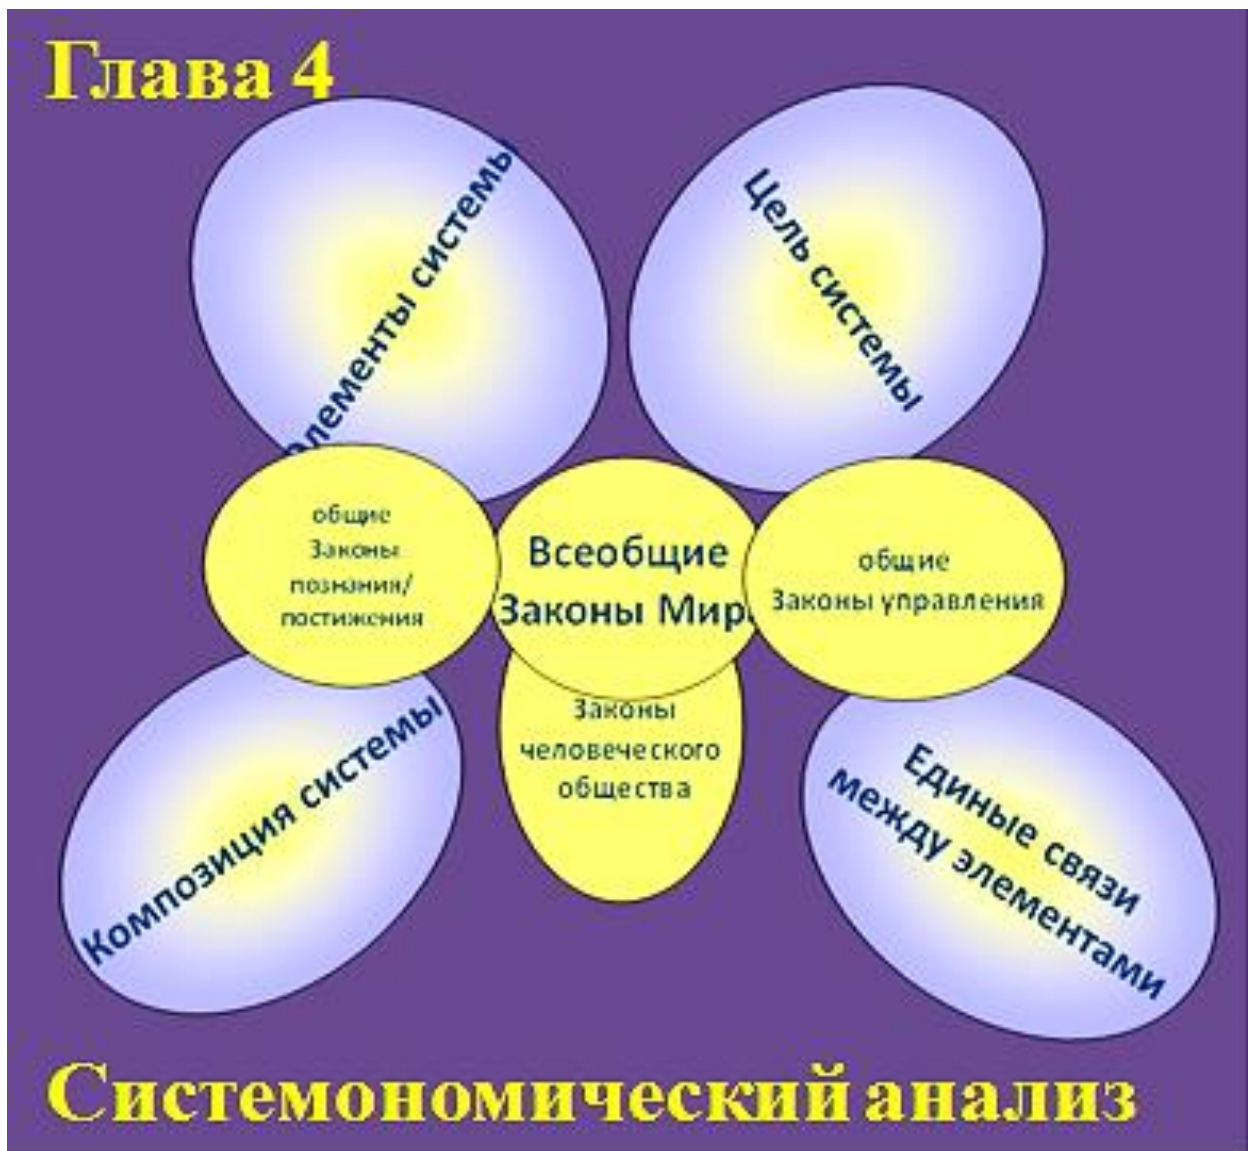 Глава 4
Элементы системы
Цель системы
общие
Законы
познания/
постижения
Всеобщие
Законы Мира
общие
Законы управления
Законы
человеческого
общества
Композиция системы
Единые связи
между элементами
Системономический анализ